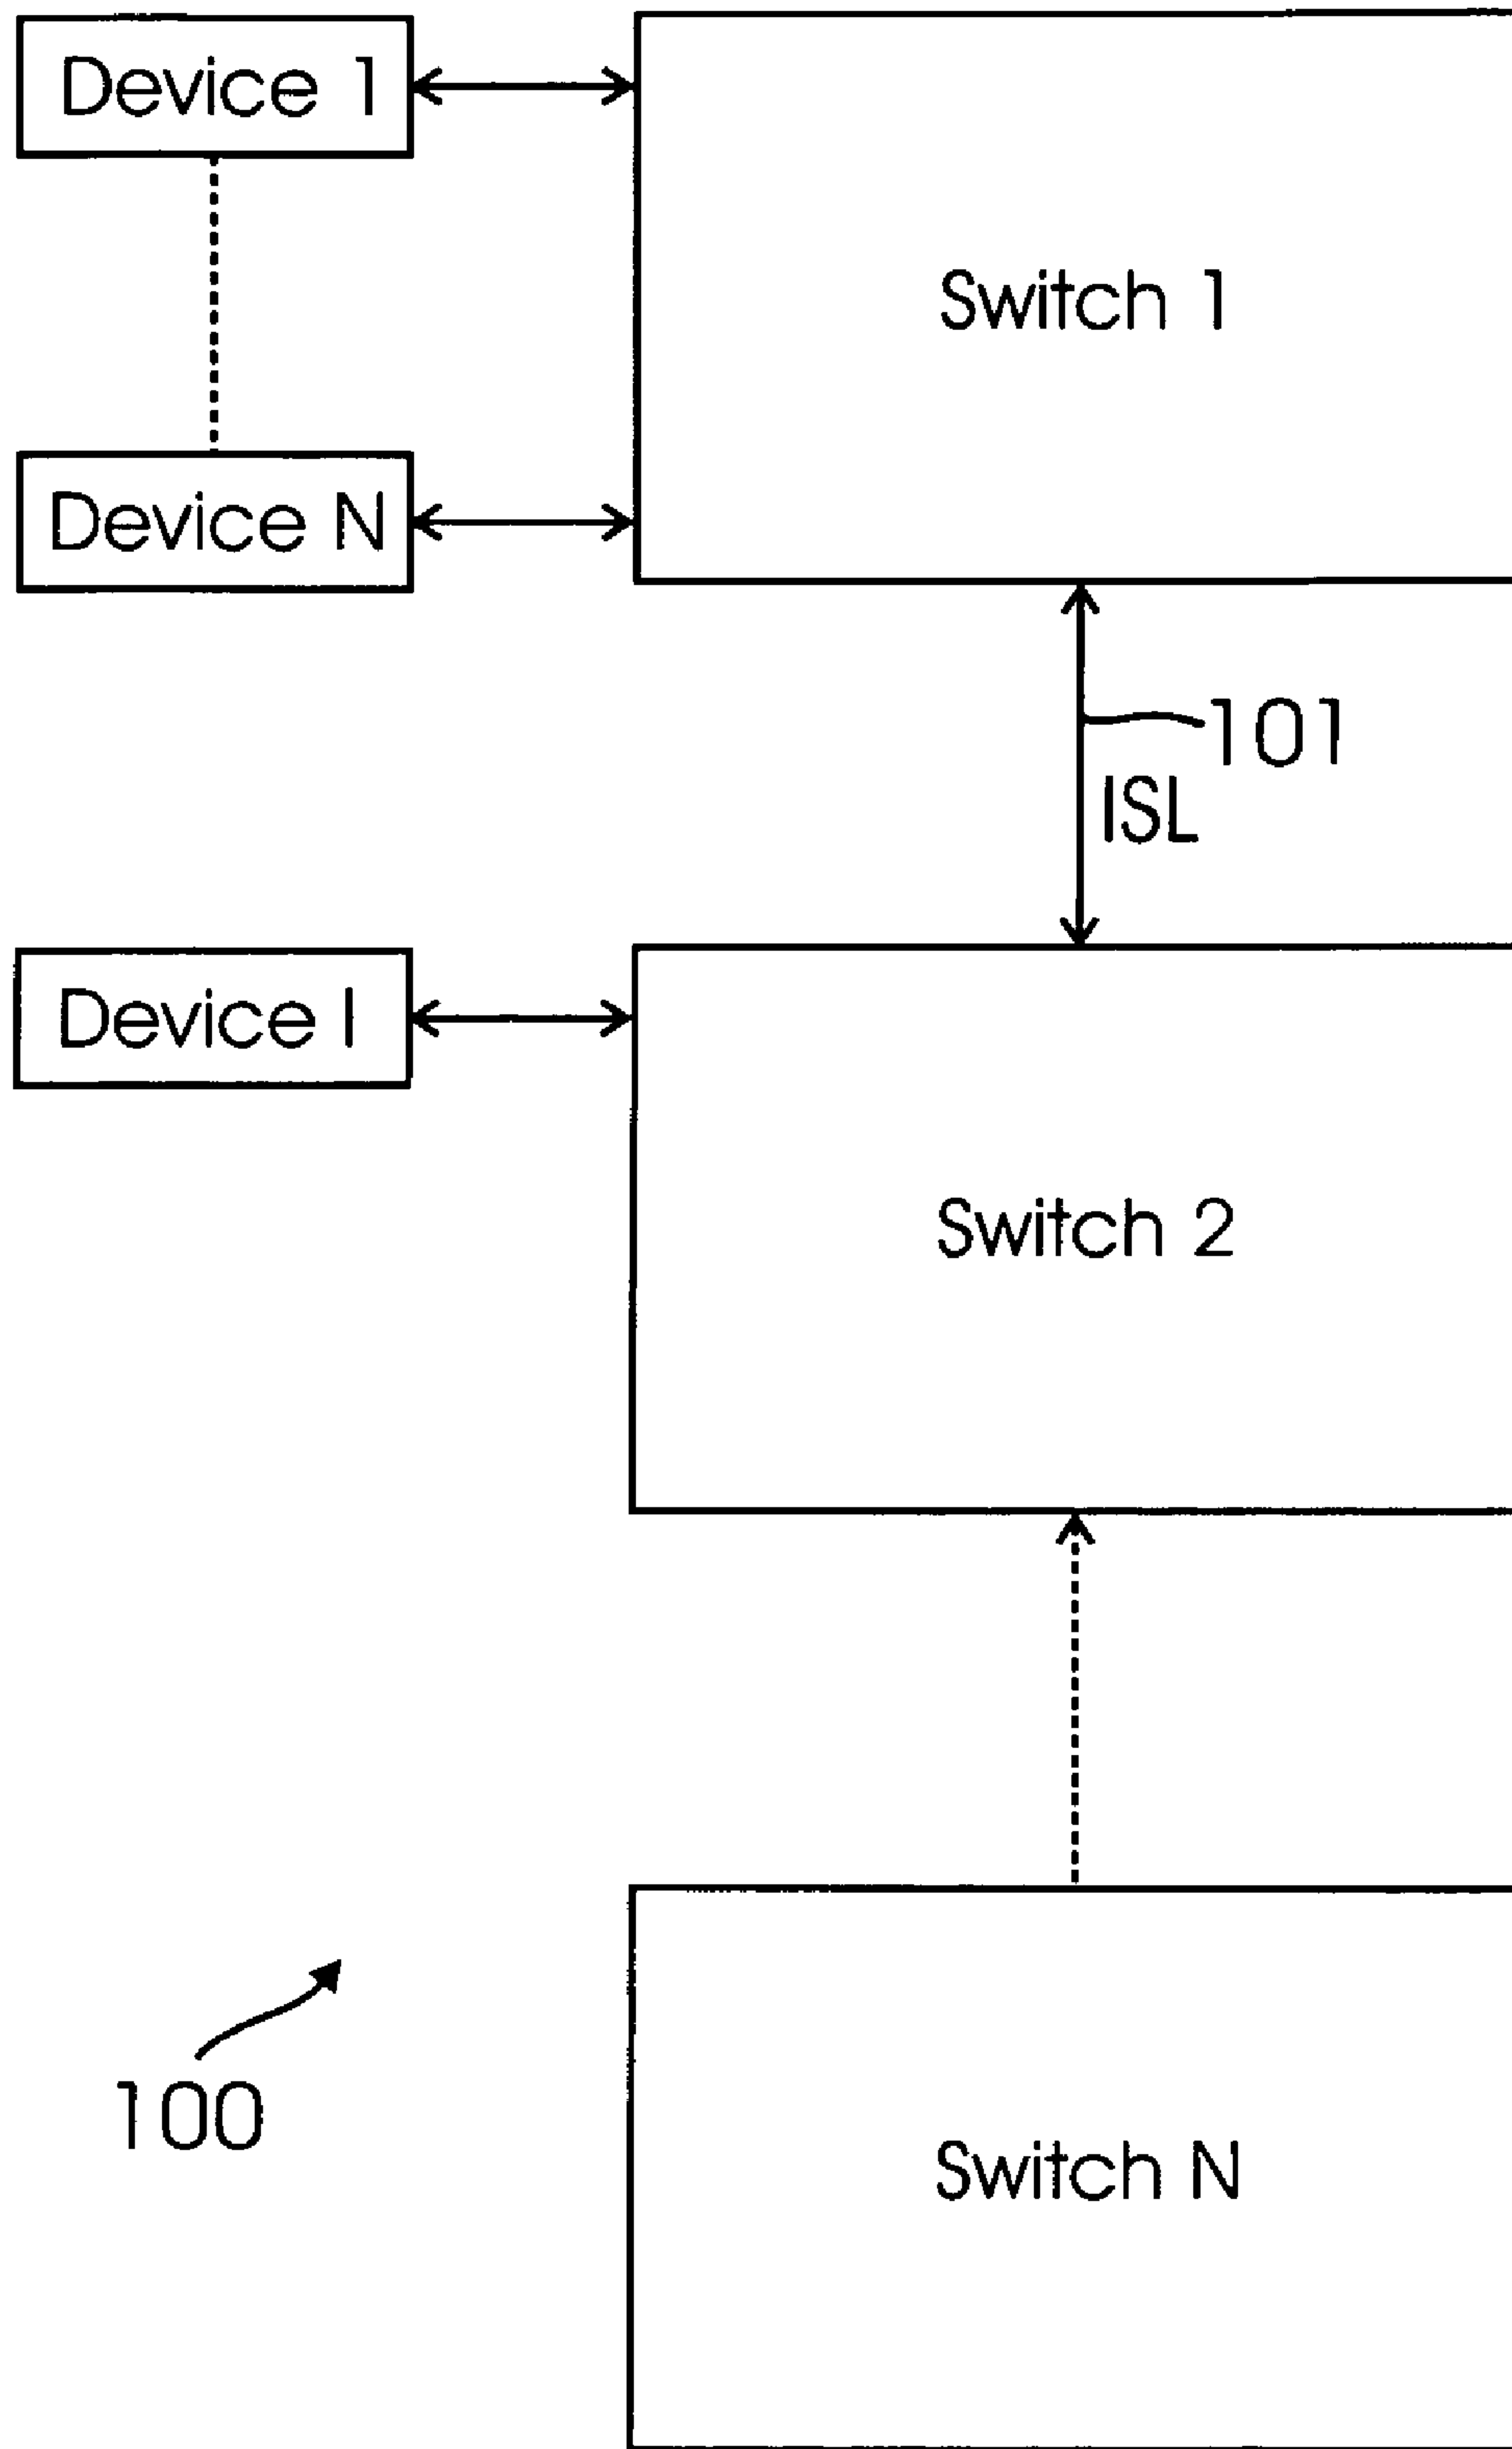 Device 1
Switch 1
Device N
101
ISL
Device I
Switch 2
100
Switch N